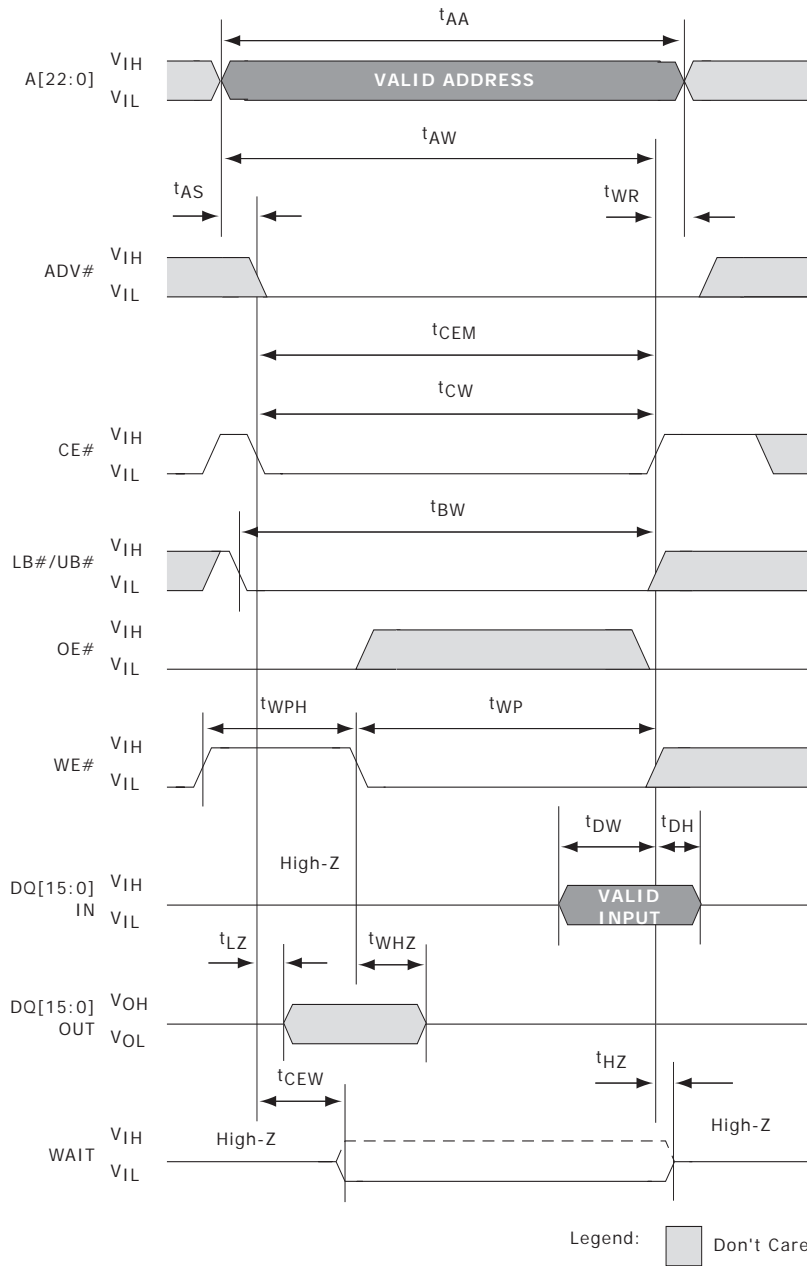 tAA
A[22:0]
VIH
VIL
VALID ADDRESS
tAW
tAS
tWR
ADV#
VIH
VIL
tCEM
tCW
CE#
VIH
VIL
tBW
LB#/UB#
VIH
VIL
OE#
VIH
VIL
tWPH
tWP
WE#
VIH
VIL
tDW
tDH
High-Z
DQ[15:0]
IN
VIH
VIL
VALID
INPUT
tLZ
tWHZ
DQ[15:0]
OUT
VOH
VOL
tHZ
tCEW
High-Z
High-Z
WAIT
VIH
VIL
Legend:
Don't Care